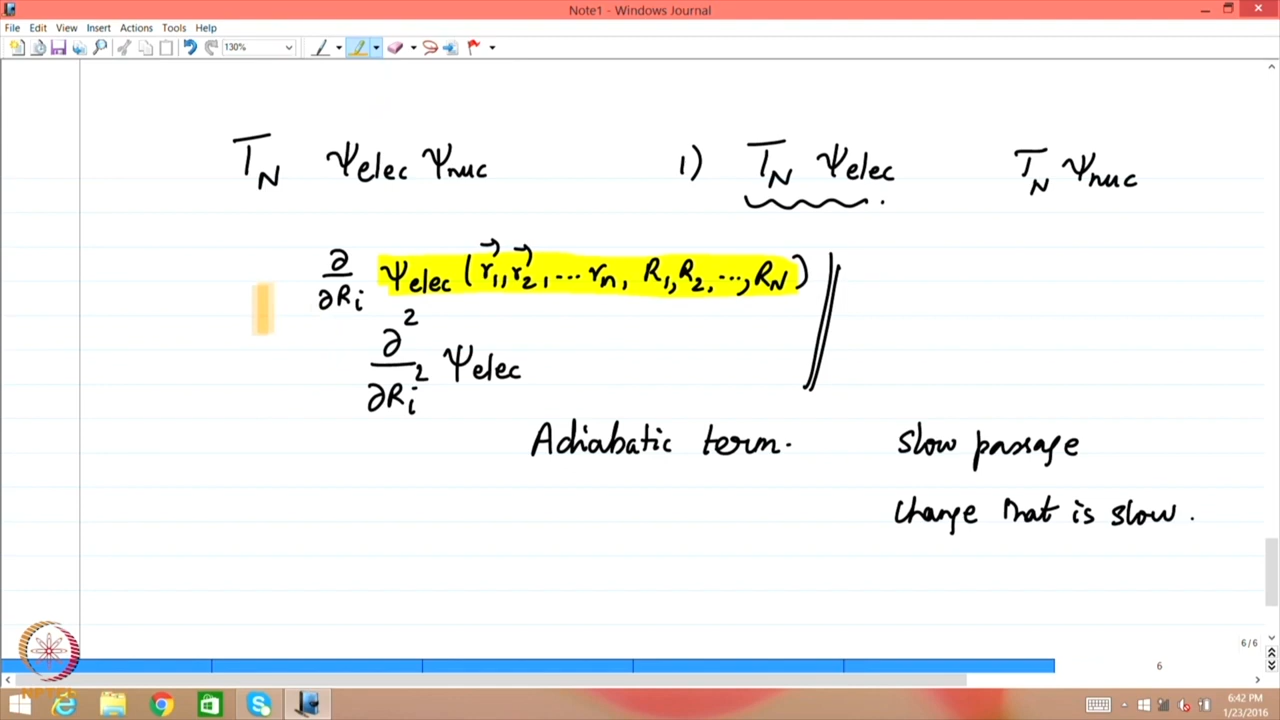 Note1 - Windows Journal
File Edit View Insert Actions Tools Help
130%
T_N Ψelec Ψnuc 1) T_N Ψelec . T_N Ψnuc
∂/∂R_i Ψelec (r⃗₁, r⃗₂, ... rₙ, R₁, R₂, ..., R_N)
∂²/∂R_i² Ψelec
Adiabatic term. slow passage
change that is slow.
6/6
6
NPTEL
6:42 PM
1/23/2016